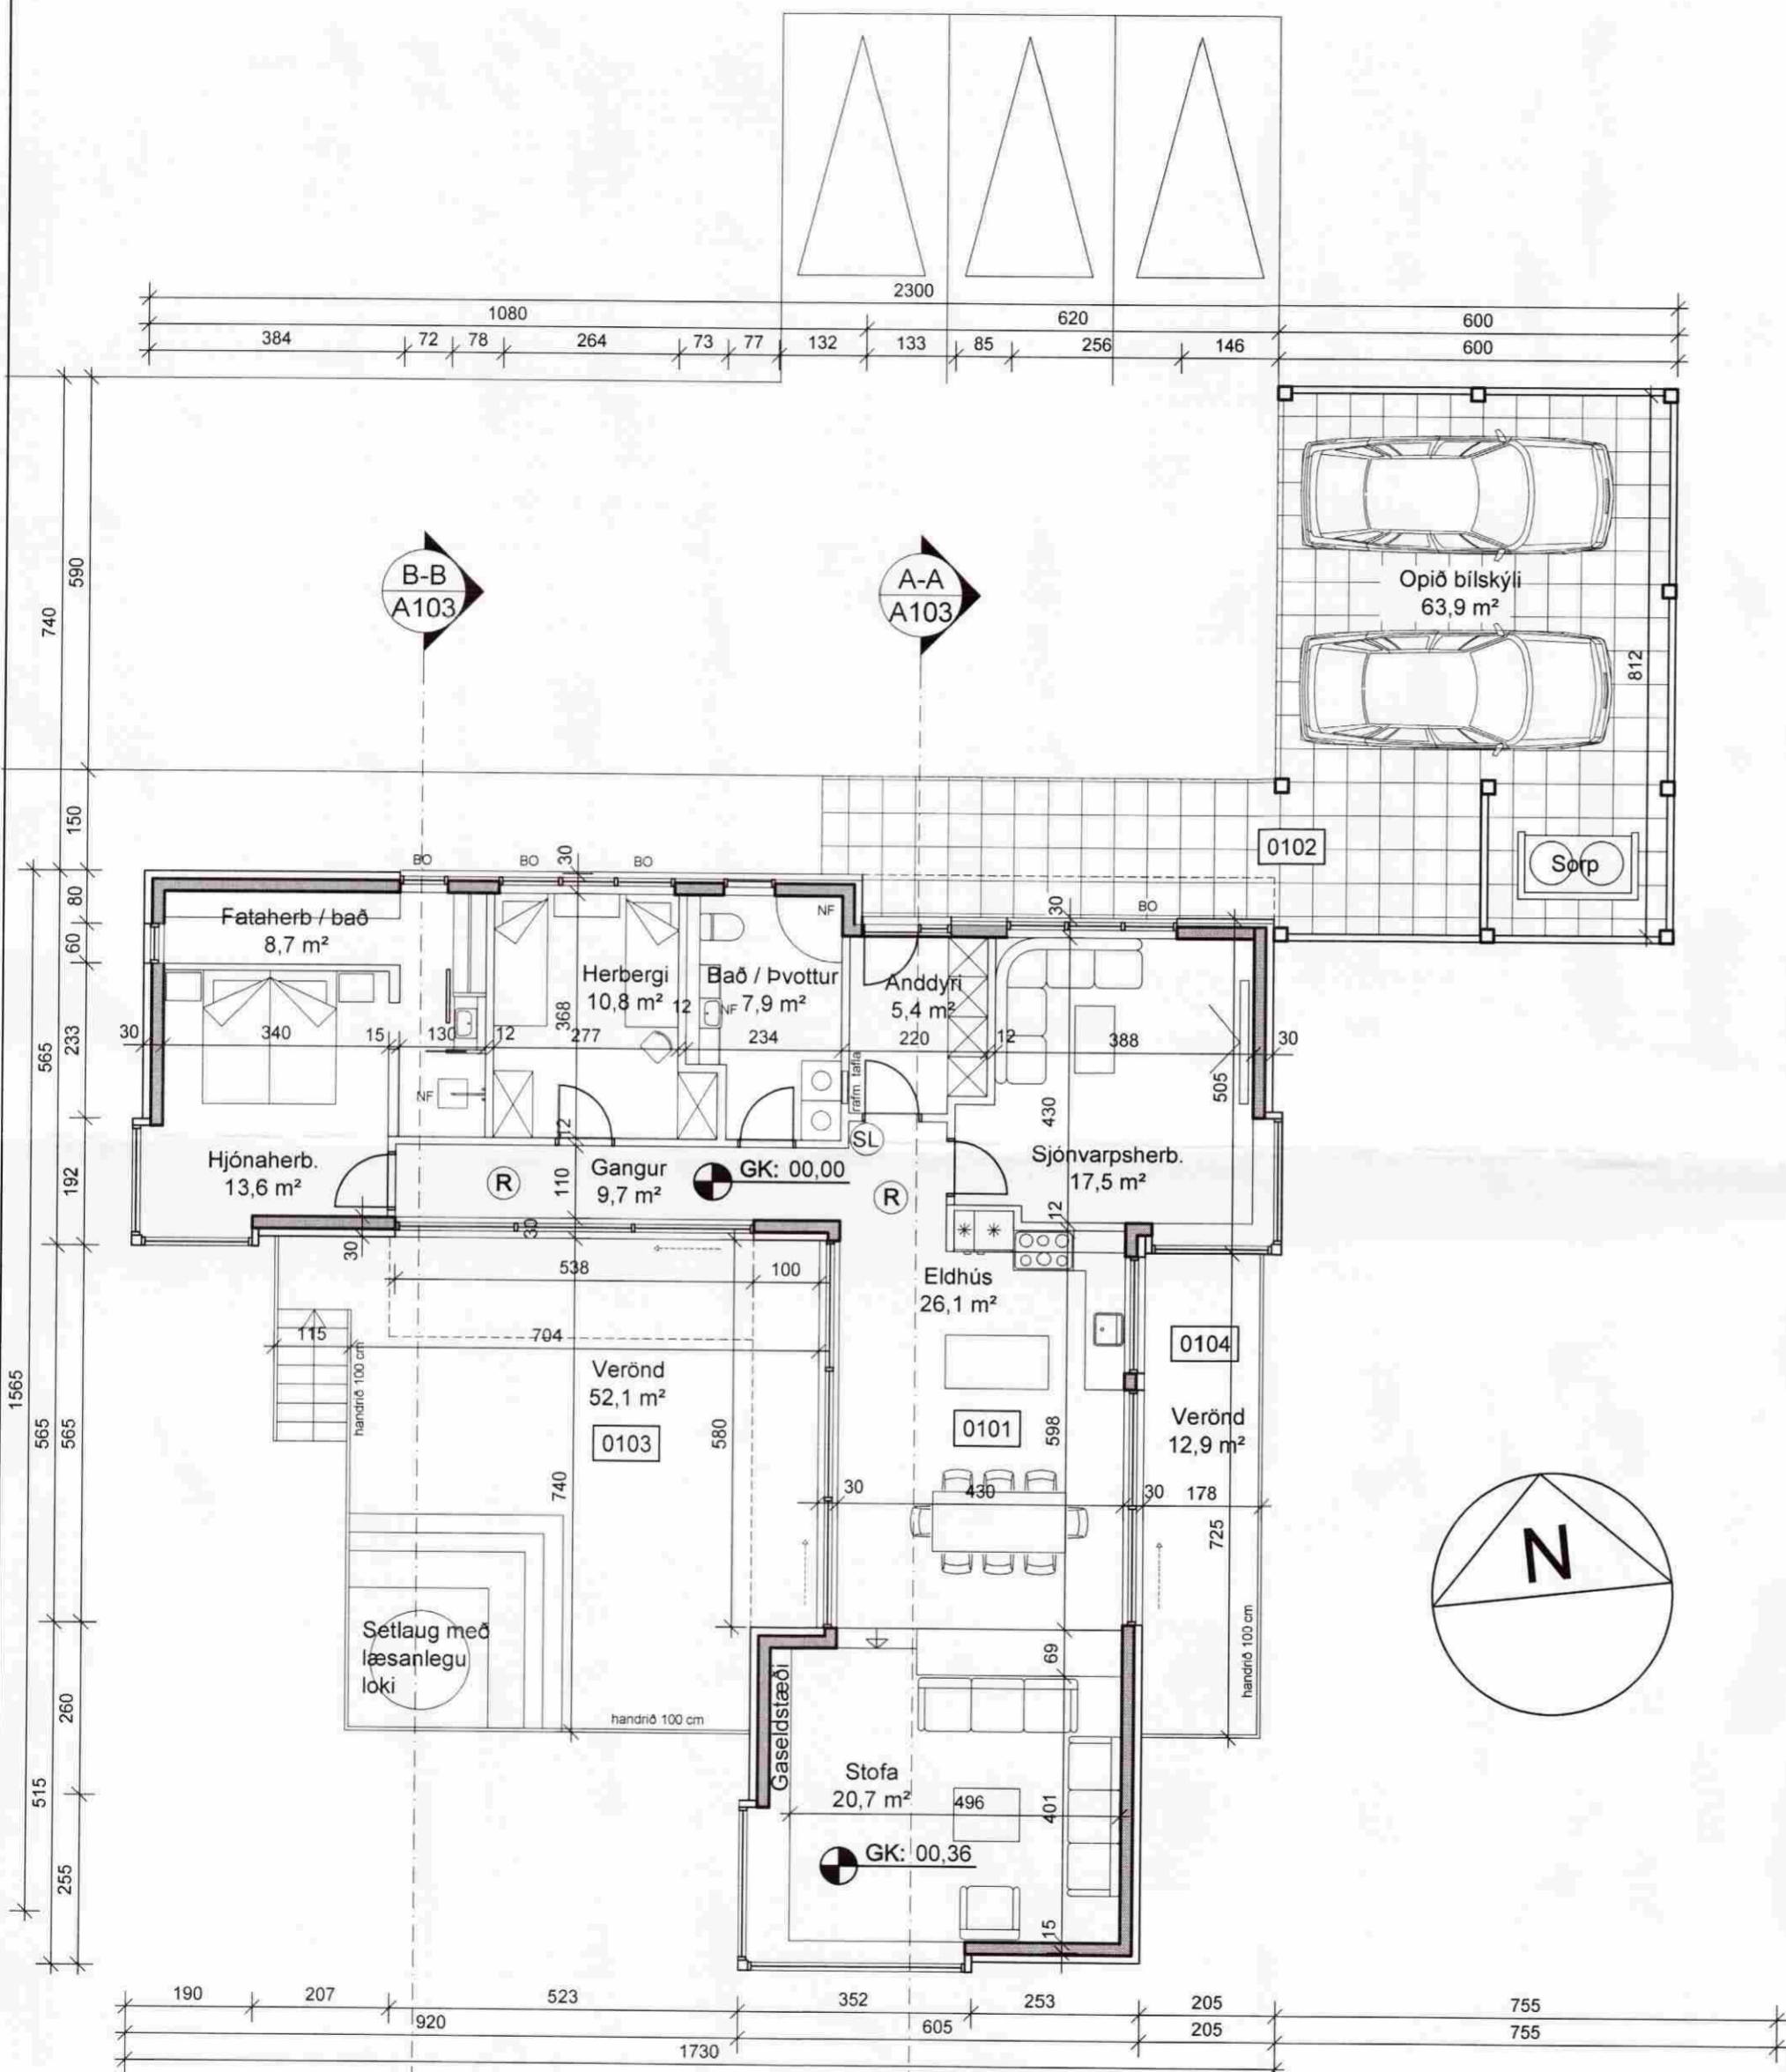 2300
1080
620
600
384
72
78
264
73
77
132
133
85
256
146
600
740
590
150
B-B
A103
A-A
A103
Opið bílskýli
63,9 m²
812
0102
Sorp
BO
BO
BO
BO
30
30
80
60
233
192
565
565
565
1565
515
260
255
Fataherb / bað
8,7 m²
Herbergi
10,8 m²
Bað / Þvottur
7,9 m²
Anddyri
5,4 m²
NF
NF
NF
12
368
30
340
15
130
12
277
234
220
12
388
30
505
430
rafm. tafla
SL
Hjónaherb.
13,6 m²
R
12
110
Gangur
9,7 m²
GK: 00,00
R
Sjónvarpsherb.
17,5 m²
12
30
30
538
100
115
704
handrið 100 cm
Verönd
52,1 m²
0103
580
740
Eldhús
26,1 m²
0101
598
0104
Verönd
12,9 m²
30
430
30
178
725
handrið 100 cm
N
Setlaug með
læsanlegu
loki
handrið 100 cm
Gaseldstæði
69
Stofa
20,7 m²
496
401
GK: 00,36
15
190
207
523
352
253
205
755
920
605
205
755
1730